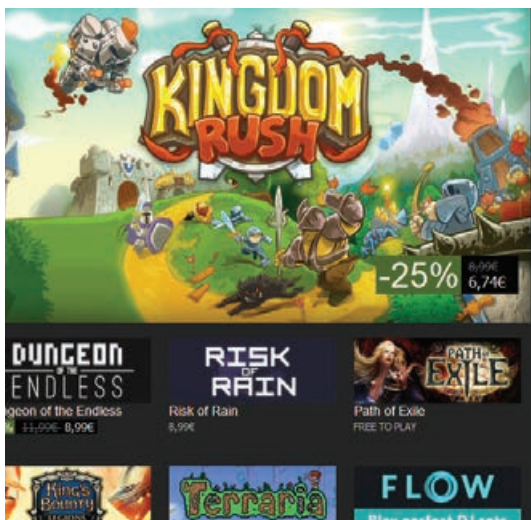 KINGDOM
RUSH
-25%
8,99€
6,74€
DUNGEON
OF THE
ENDLESS
RISK
OF
RAIN
PATH OF
EXILE
geon of the Endless
Risk of Rain
Path of Exile
% 11,99€ 8,99€
8,99€
FREE TO PLAY
King's
Bounty
Terraria
FLOW